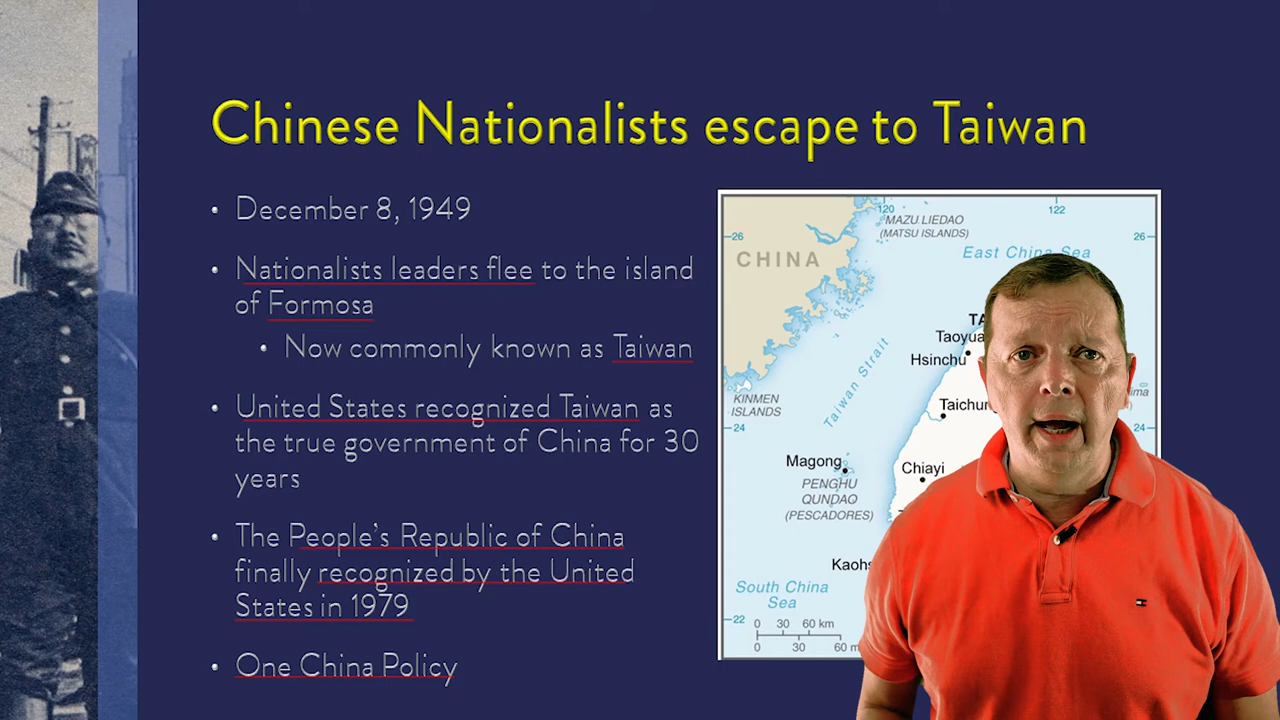 Chinese Nationalists escape to Taiwan
• December 8, 1949
• Nationalists leaders flee to the island
of Formosa
• Now commonly known as Taiwan
• United States recognized Taiwan as
the true government of China for 30
years
• The People's Republic of China
finally recognized by the United
States in 1979
• One China Policy
120
122
MAZU LIEDAO
(MATSU ISLANDS)
26
26
CHINA
East China Sea
Taoyua
Hsinchu
Taiwan Strait
KINMEN
ISLANDS
Taichun
24
24
Magong
Chiayi
PENGHU
QUNDAO
(PESCADORES)
Kaohs
South China
Sea
22
0 30 60 km
0 30 60 m